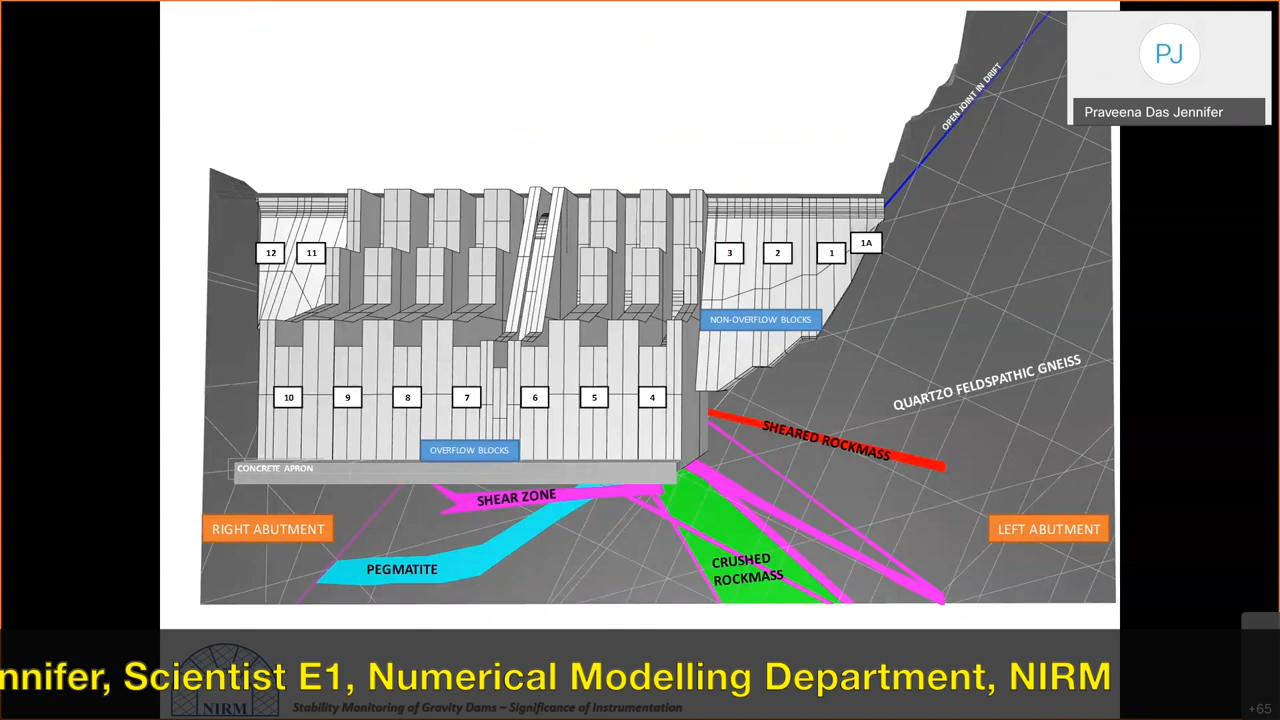 PJ
Praveena Das Jennifer
OPEN JOINT IN DRIFT
12
11
3
2
1
1A
NON-OVERFLOW BLOCKS
QUARTZO FELDSPATHIC GNEISS
10
9
8
7
6
5
4
SHEARED ROCKMASS
OVERFLOW BLOCKS
CONCRETE APRON
SHEAR ZONE
RIGHT ABUTMENT
LEFT ABUTMENT
PEGMATITE
CRUSHED
ROCKMASS
nnifer, Scientist E1, Numerical Modelling Department, NIRM
NIRM
Stability Monitoring of Gravity Dams – Significance of Instrumentation
+65